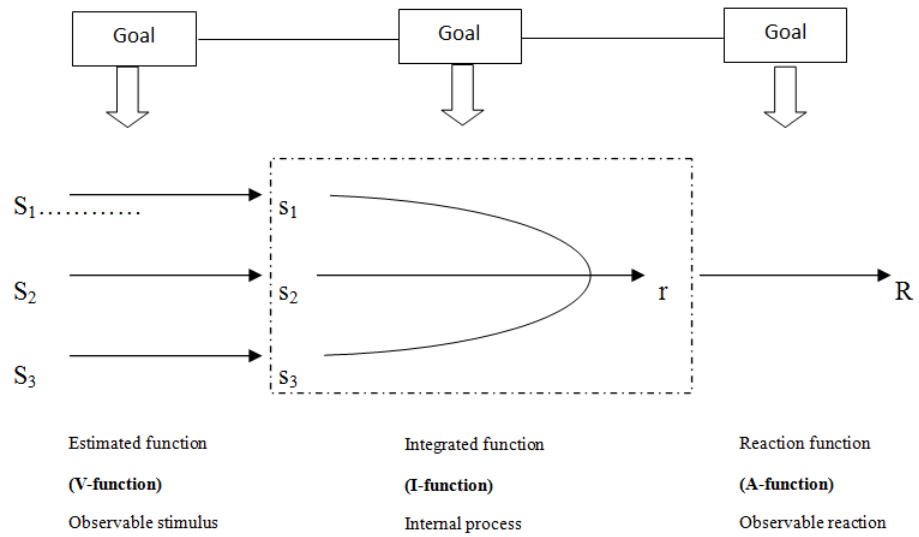 Goal Goal Goal
S₁………… s₁
S₂ s₂ r R
S₃ s₃
Estimated function Integrated function Reaction function
(V-function) (I-function) (A-function)
Observable stimulus Internal process Observable reaction